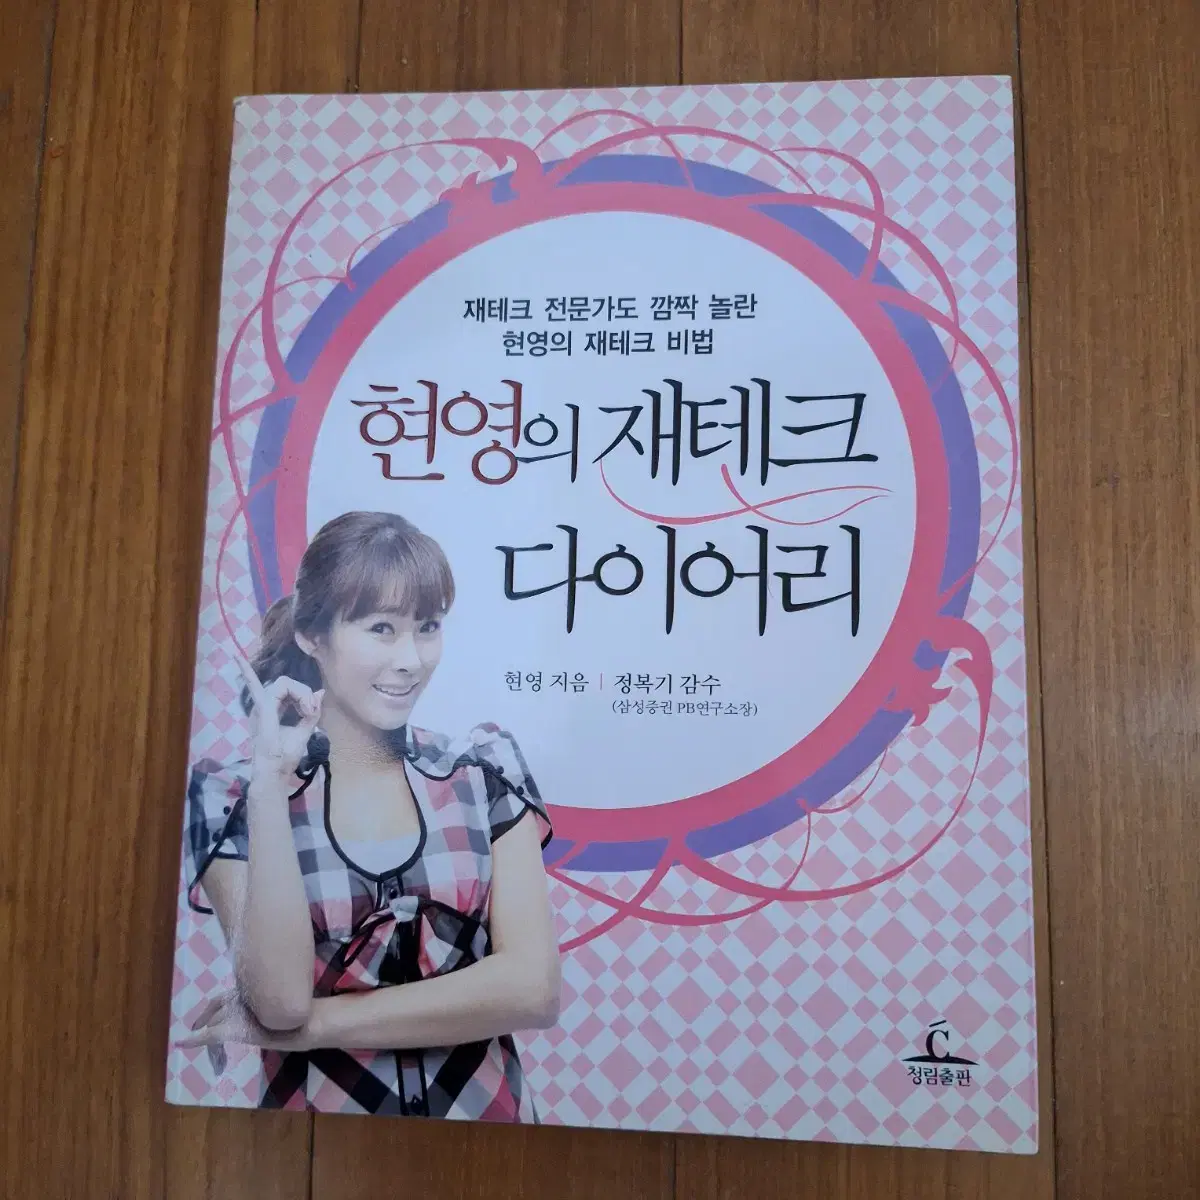 재테크 전문가도 깜짝 놀란
현영의 재테크 비법
현영의 재테크
다이어리
현영 지음 | 정복기 감수
(삼성증권 PB연구소장)
C
청림출판